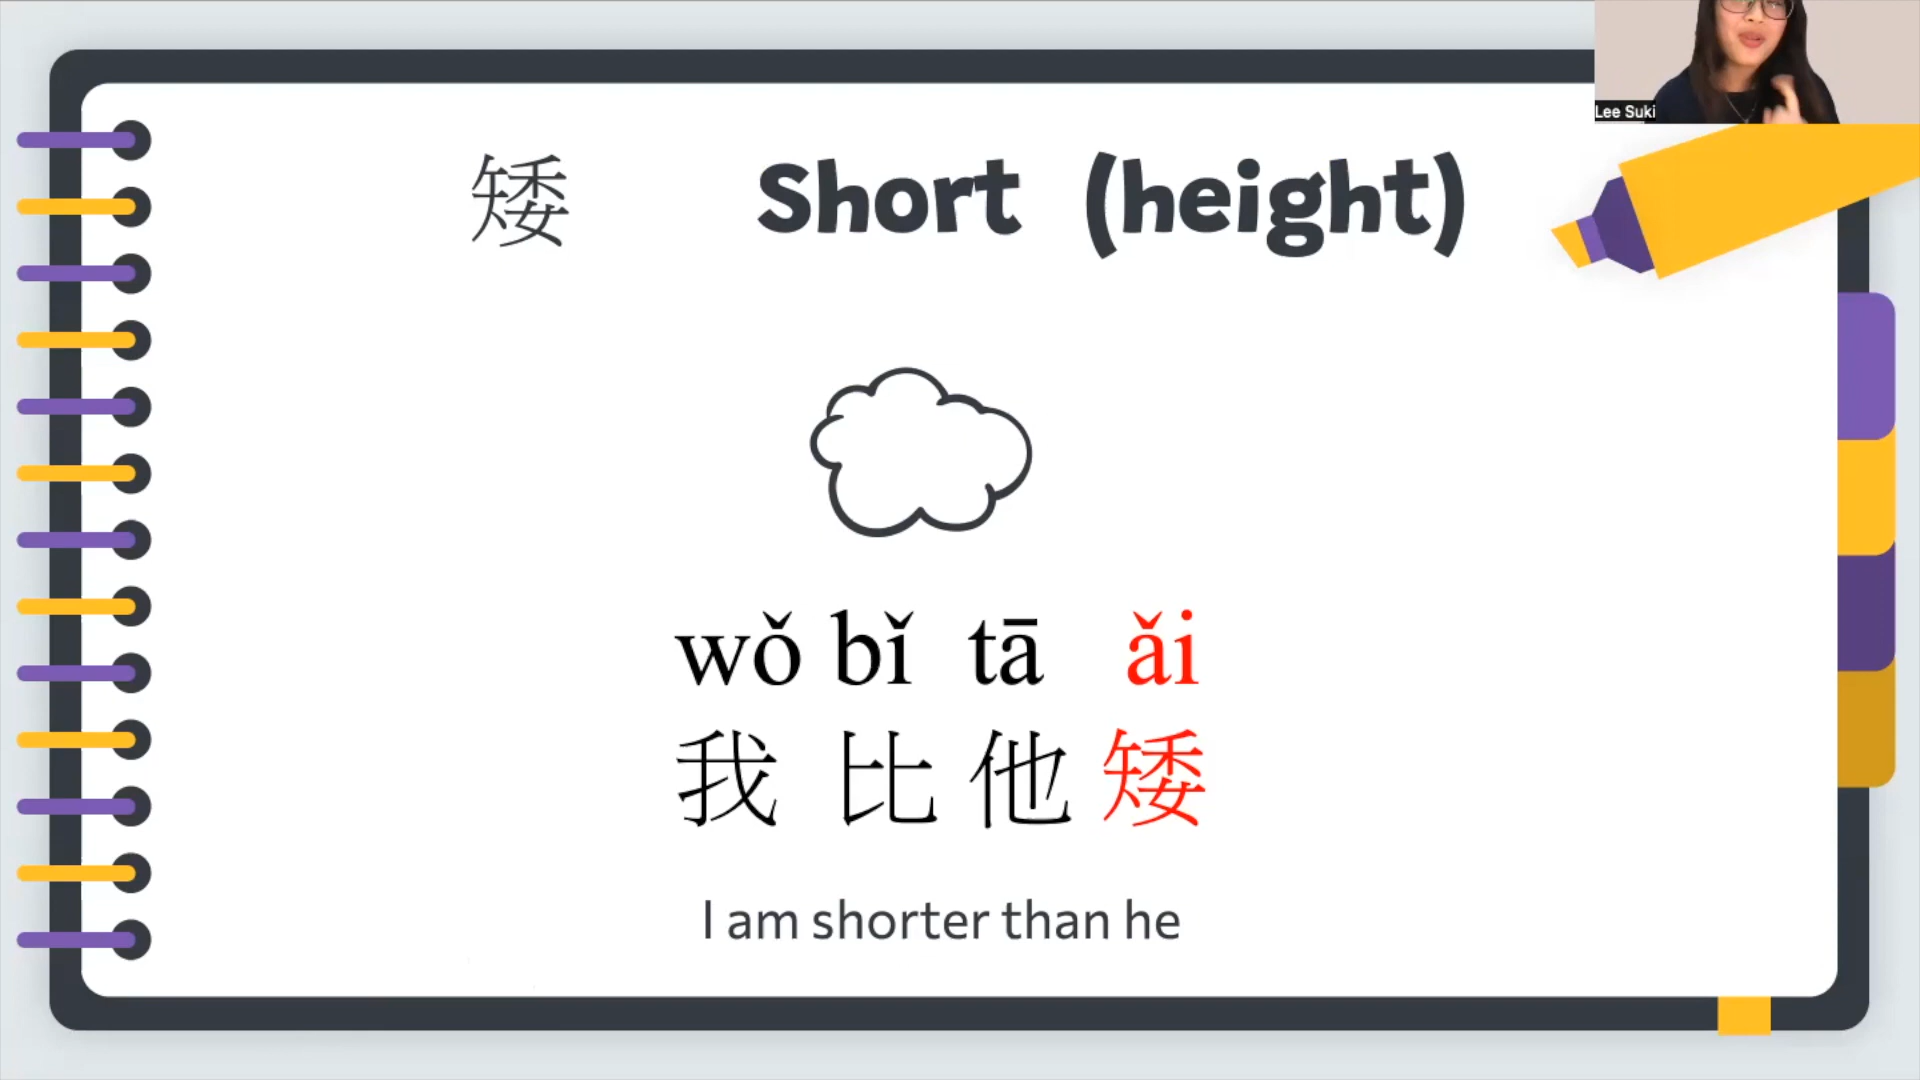 Lee Suki
矮 Short (height)
wǒ bǐ tā ǎi
我 比 他 矮
I am shorter than he